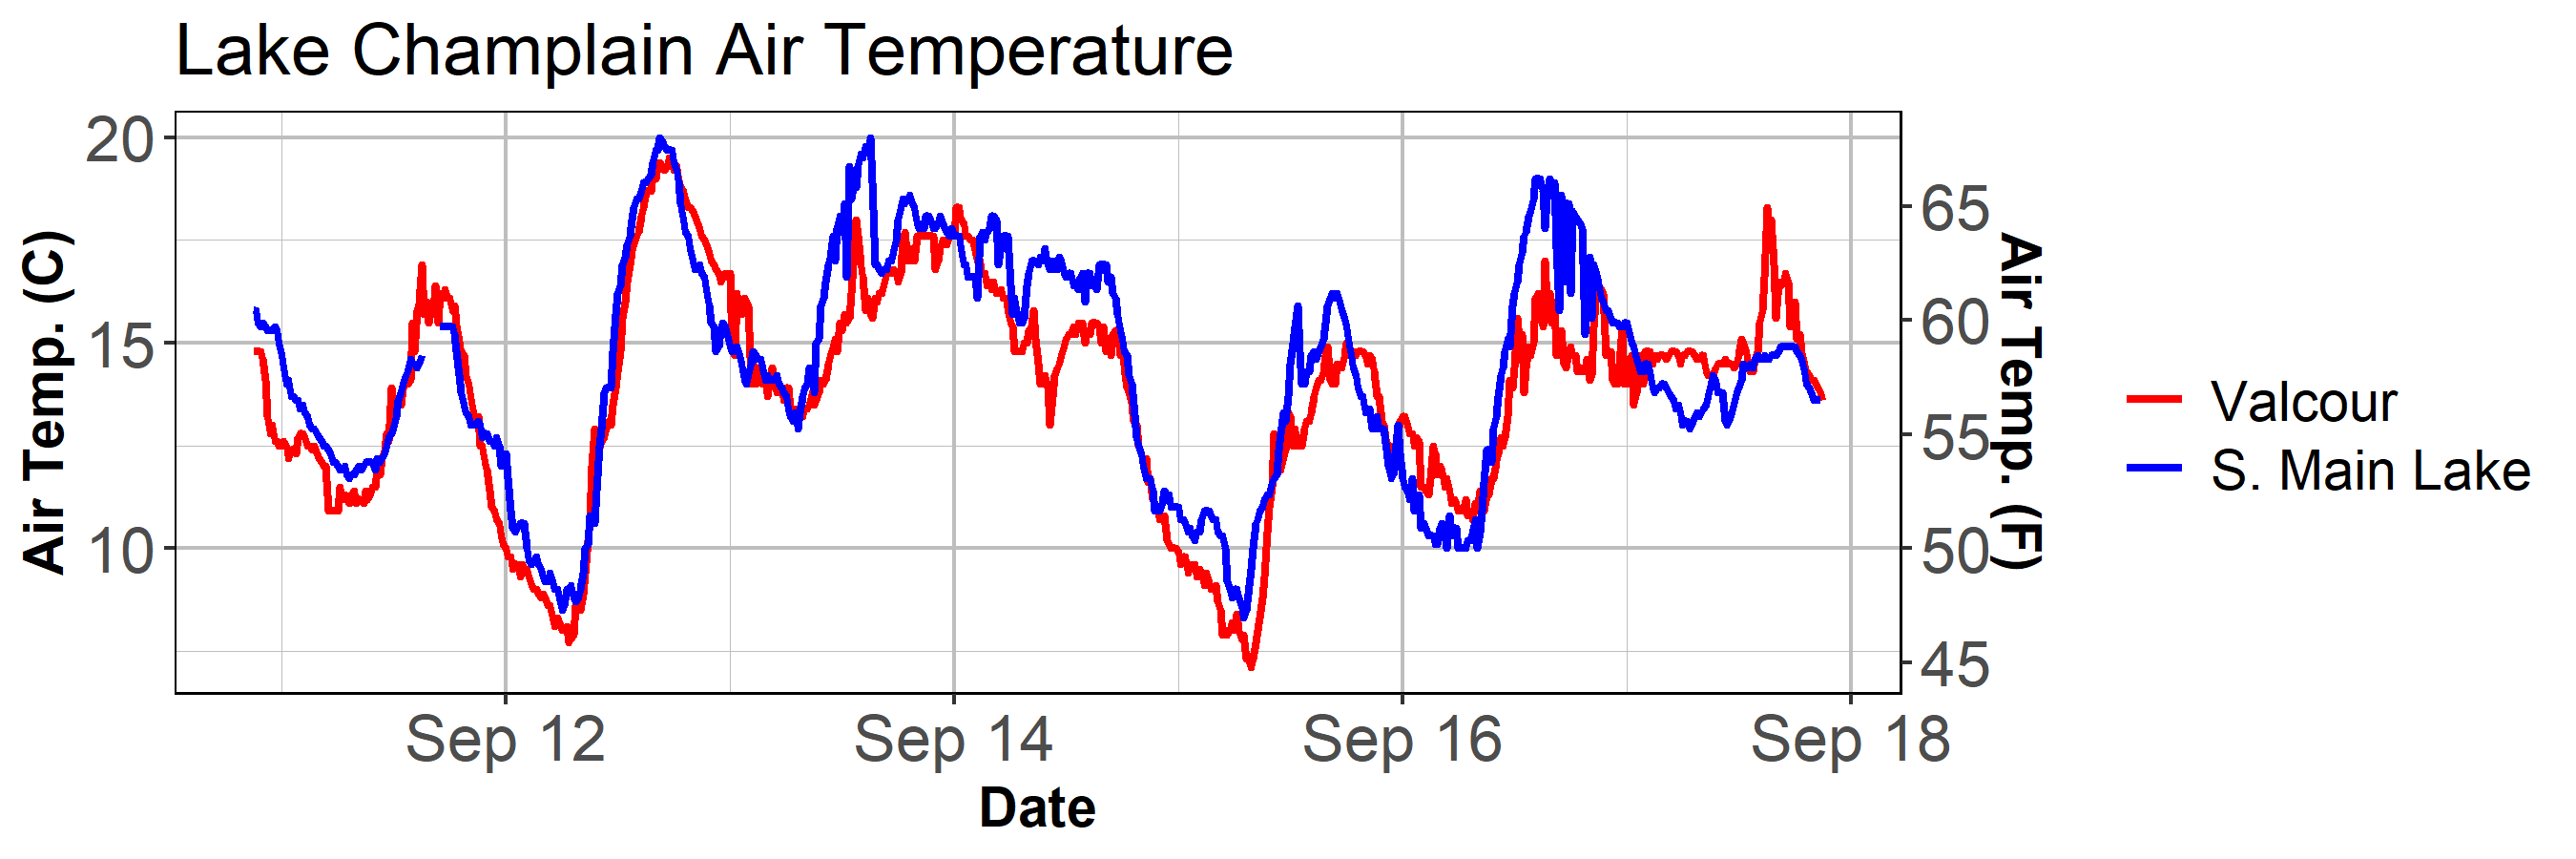 Lake Champlain Air Temperature
Air Temp. (C)
20
15
10
65
60
55
50
45
Air Temp. (F)
Sep 12
Sep 14
Sep 16
Sep 18
Date
Valcour
S. Main Lake